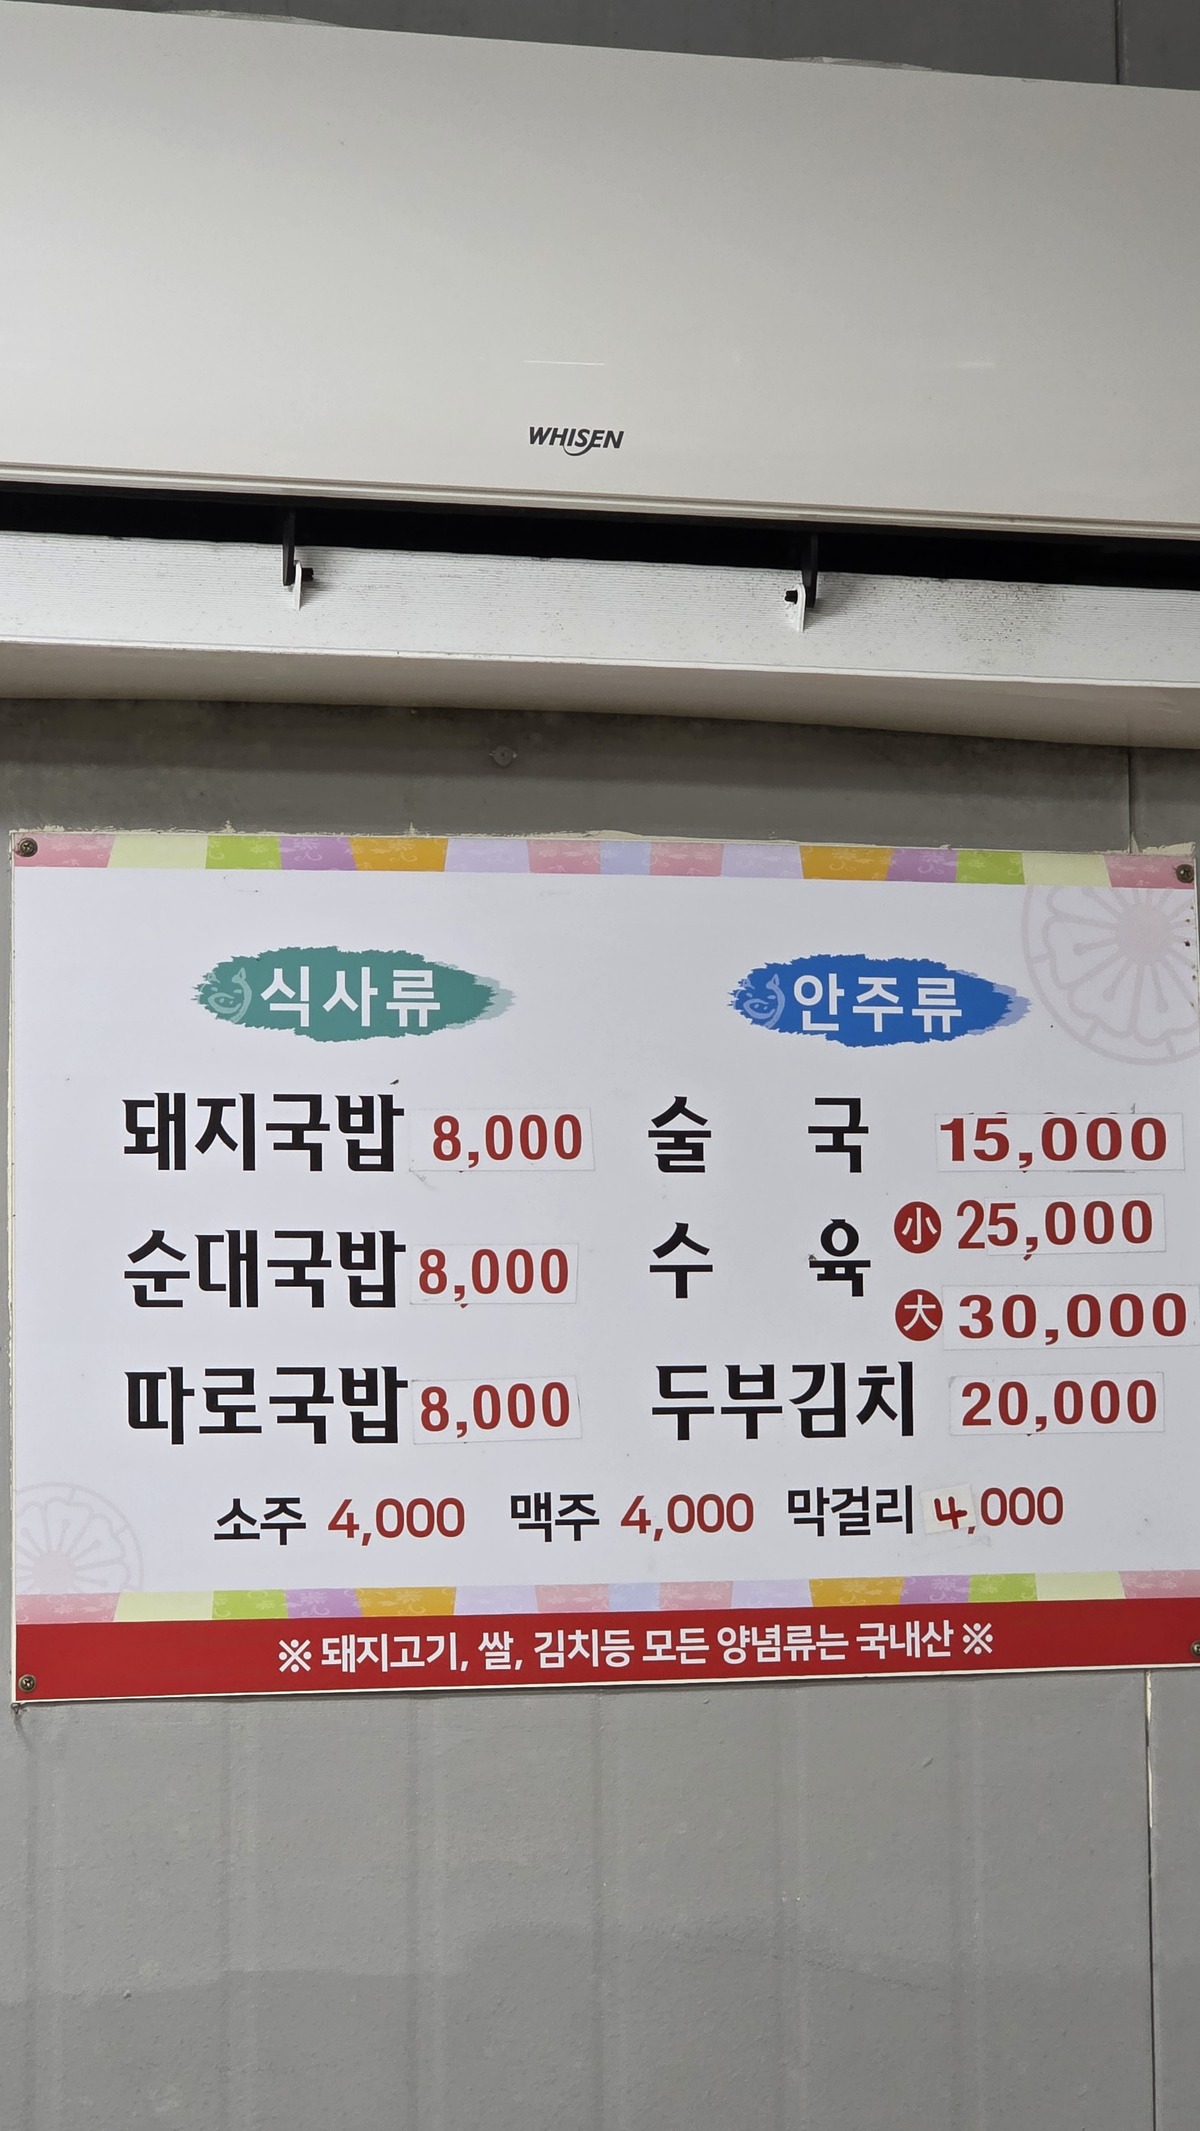 WHISEN
식사류
돼지국밥 8,000
순대국밥 8,000
따로국밥 8,000
안주류
술 국 15,000
수 육 小 25,000
大 30,000
두부김치 20,000
소주 4,000 맥주 4,000 막걸리 4,000
※ 돼지고기, 쌀, 김치등 모든 양념류는 국내산 ※